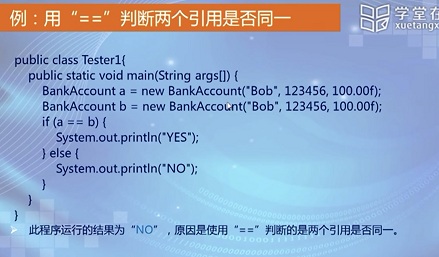 例：用“==”判断两个引用是否同一
学堂在
xuetangx
public class Tester1{
public static void main(String args[]) {
BankAccount a = new BankAccount("Bob", 123456, 100.00f);
BankAccount b = new BankAccount("Bob", 123456, 100.00f);
if (a == b) {
System.out.println("YES");
} else {
System.out.println("NO");
}
}
}
此程序运行的结果为“NO”，原因是使用“==”判断的是两个引用是否同一。